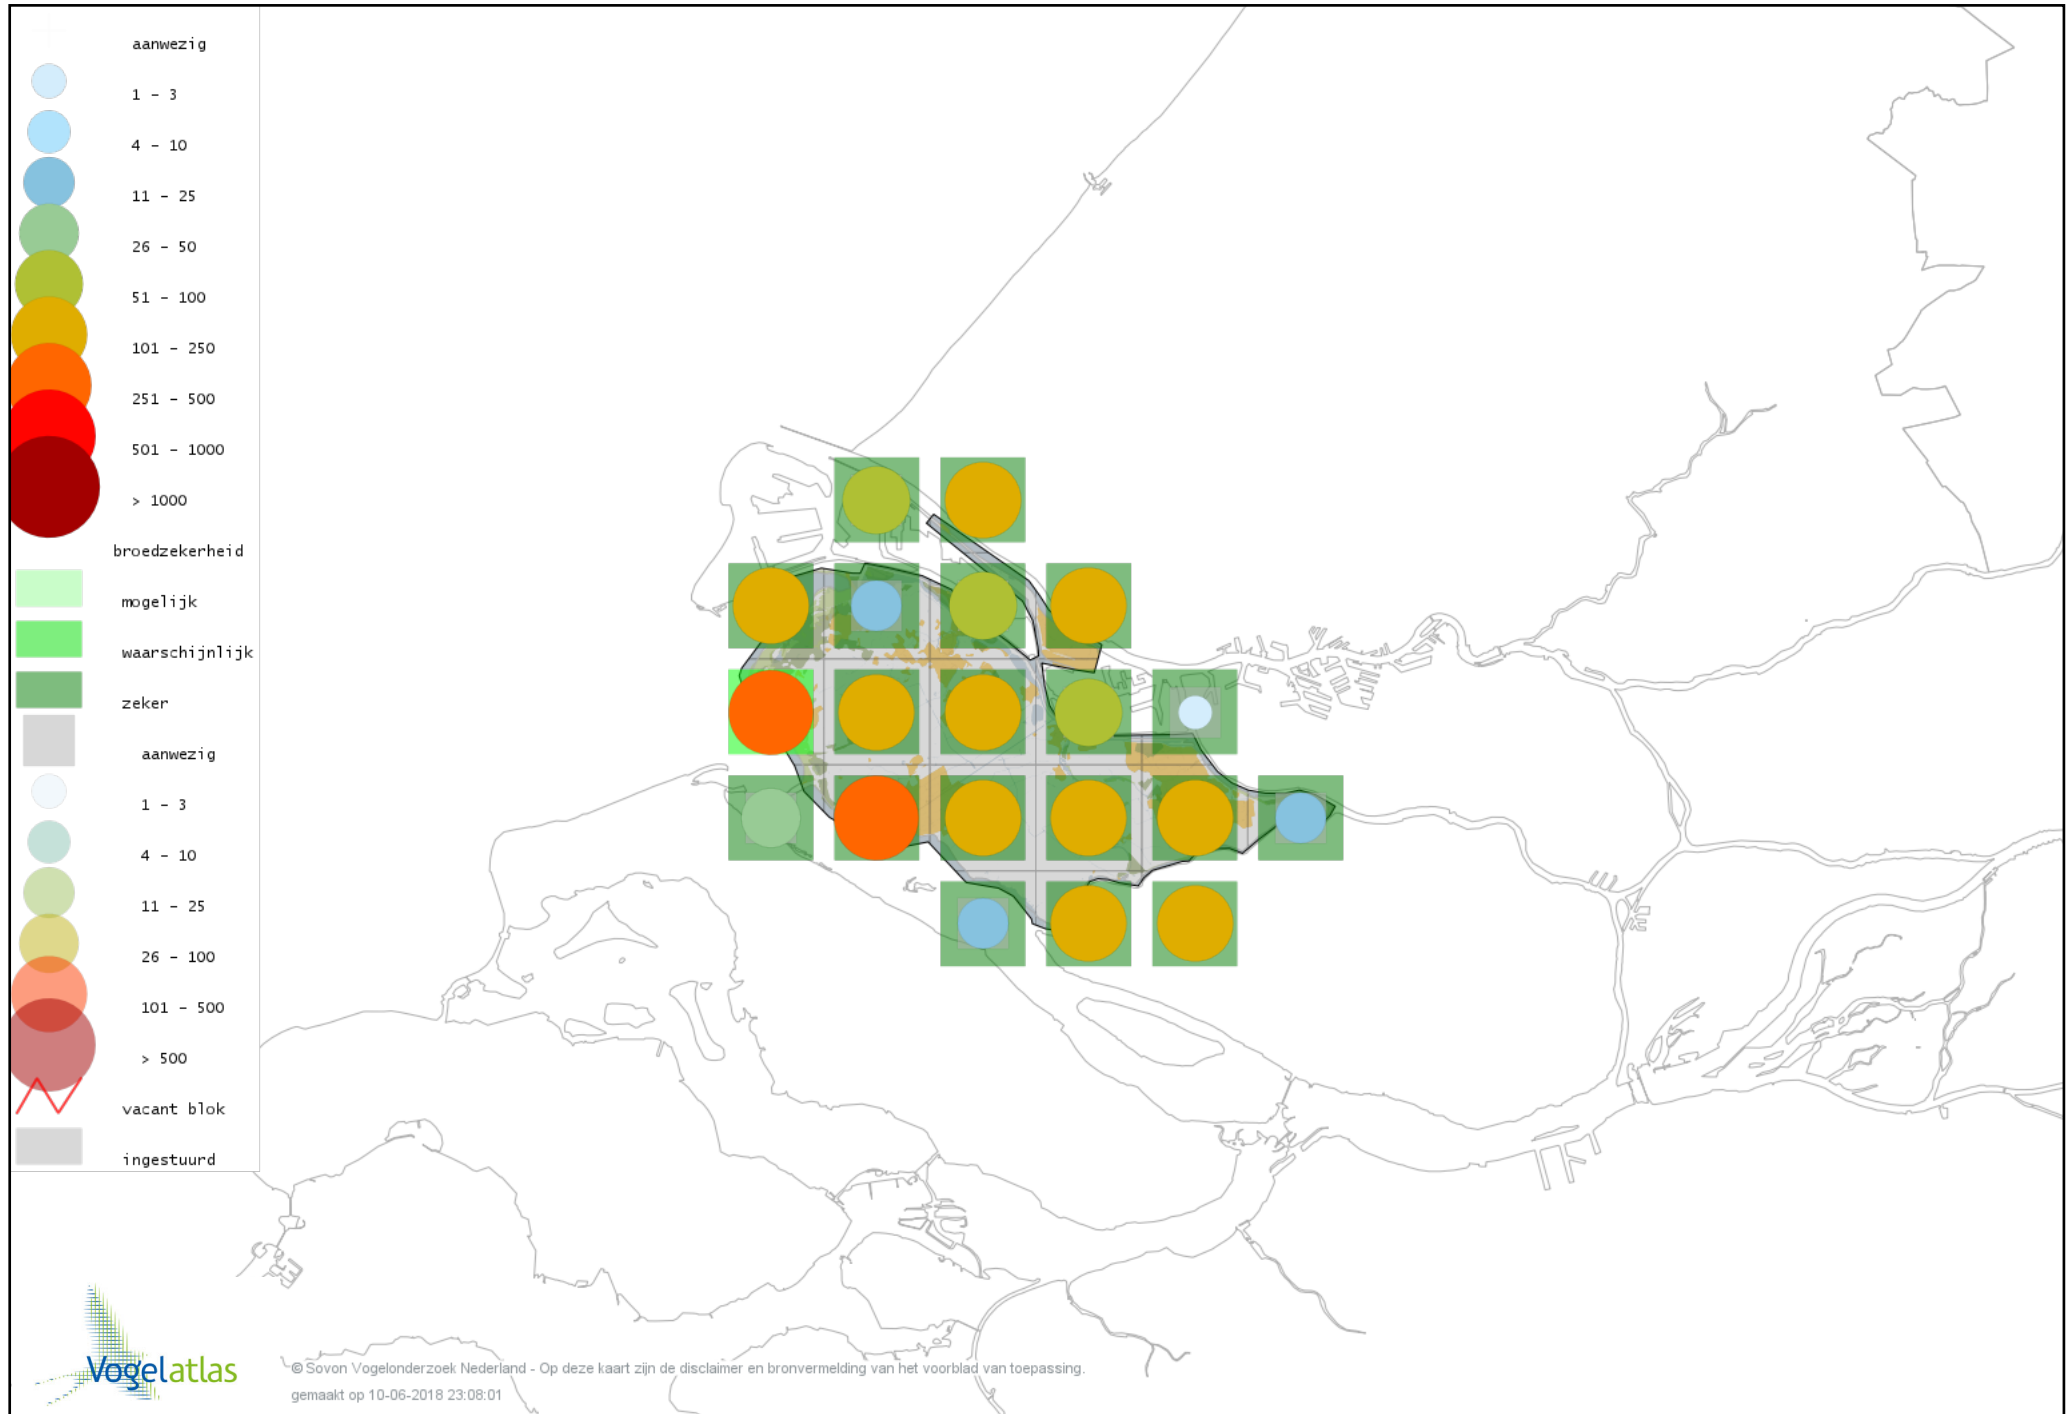 aanwezig
1 - 3
4 - 10
11 - 25
26 - 50
51 - 100
101 - 250
251 - 500
501 - 1000
> 1000
broedzekerheid
mogelijk
waarschijnlijk
zeker
aanwezig
1 - 3
4 - 10
11 - 25
26 - 100
101 - 500
> 500
vacant blok
ingestuurd
Vogelatlas
© Sovon Vogelonderzoek Nederland - Op deze kaart zijn de disclaimer en bronvermelding van het voorblad van toepassing.
gemaakt op 10-06-2018 23:08:01